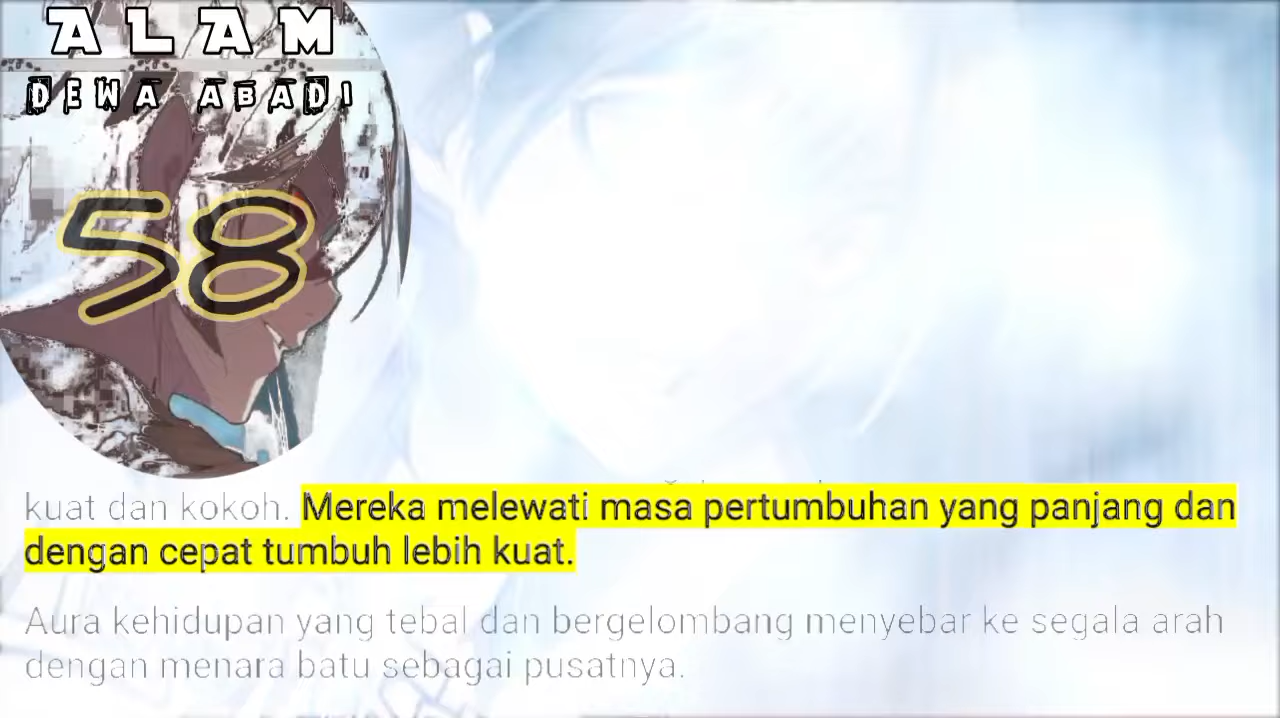 ALAM
DEWA ABADI
58
kuat dan kokoh. Mereka melewati masa pertumbuhan yang panjang dan
dengan cepat tumbuh lebih kuat.
Aura kehidupan yang tebal dan bergelombang menyebar ke segala arah
dengan menara batu sebagai pusatnya.